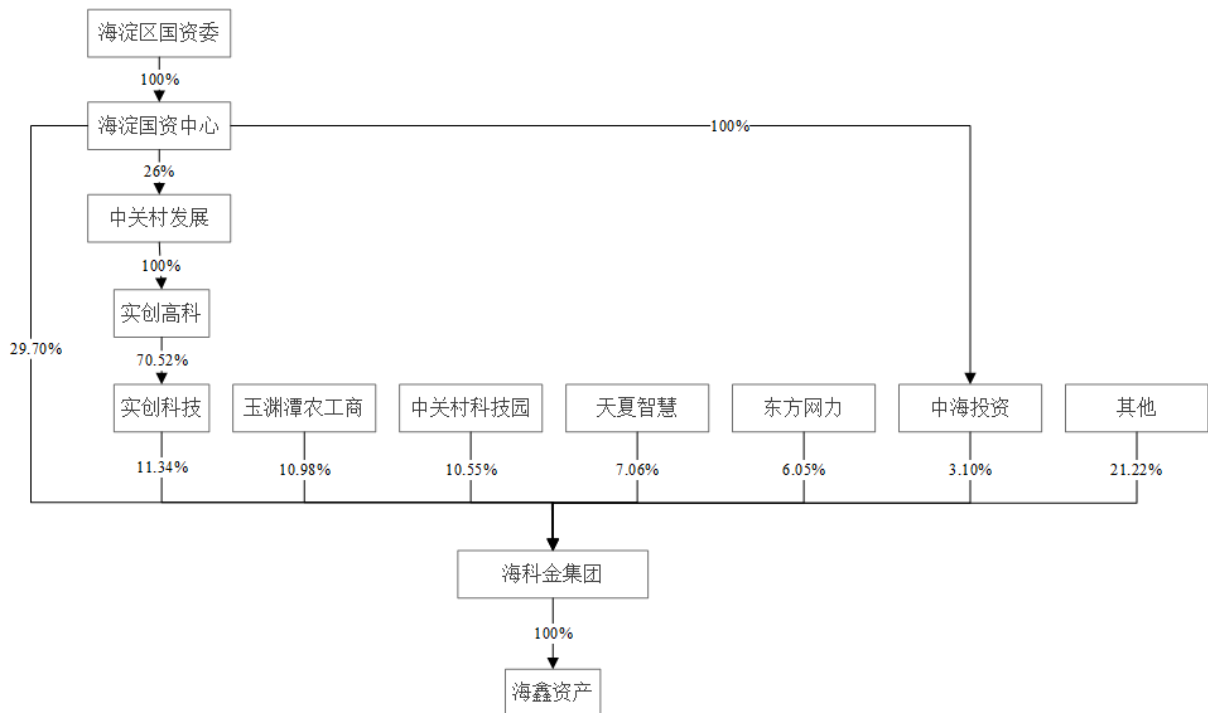 海淀区国资委
100%
海淀国资中心
100%
26%
中关村发展
100%
实创高科
29.70%
70.52%
实创科技
玉渊潭农工商
中关村科技园
天夏智慧
东方网力
中海投资
其他
11.34%
10.98%
10.55%
7.06%
6.05%
3.10%
21.22%
海科金集团
100%
海鑫资产